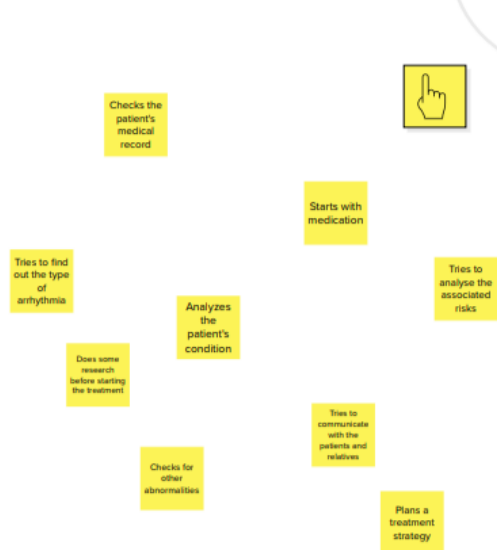 Checks the
patient's
medical
record
Starts with
medication
Tries to find
out the type
of
arrhythmia
Tries to
analyse the
associated
risks
Analyzes
the
patient's
condition
Does some
research
before starting
the treatment
Tries to
communicate
with the
patients and
relatives
Checks for
other
abnormalities
Plans a
treatment
strategy